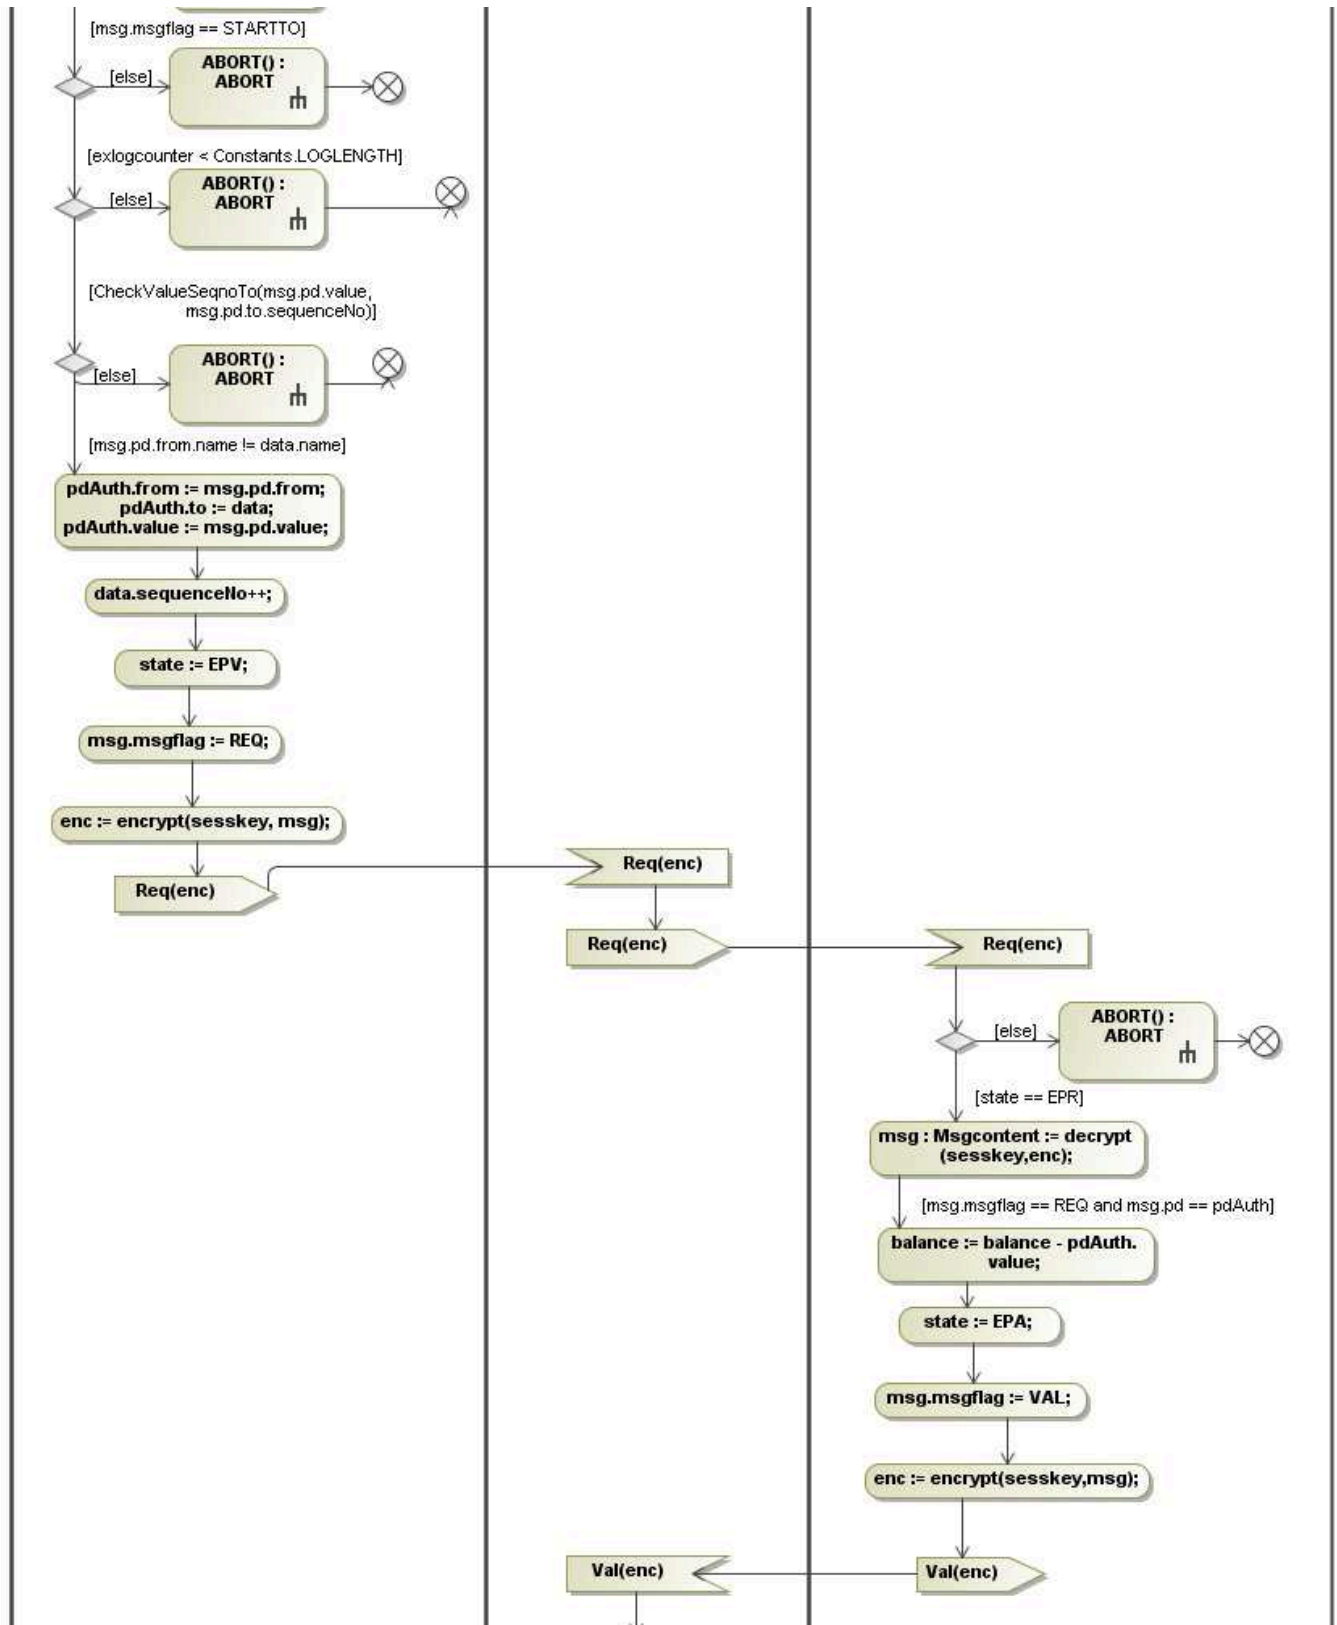 [msg.msgflag == STARTTO]
[else]
ABORT() :
ABORT
[exlogcounter < Constants.LOGLENGTH]
[else]
ABORT() :
ABORT
[CheckValueSeqnoTo(msg.pd.value,
msg.pd.to.sequenceNo)]
[else]
ABORT() :
ABORT
[msg.pd.from.name != data.name]
pdAuth.from := msg.pd.from;
pdAuth.to := data;
pdAuth.value := msg.pd.value;
data.sequenceNo++;
state := EPV;
msg.msgflag := REQ;
enc := encrypt(sesskey, msg);
Req(enc)
Req(enc)
Req(enc)
Req(enc)
[else]
ABORT() :
ABORT
[state == EPR]
msg : Msgcontent := decrypt
(sesskey,enc);
[msg.msgflag == REQ and msg.pd == pdAuth]
balance := balance - pdAuth.
value;
state := EPA;
msg.msgflag := VAL;
enc := encrypt(sesskey,msg);
Val(enc)
Val(enc)